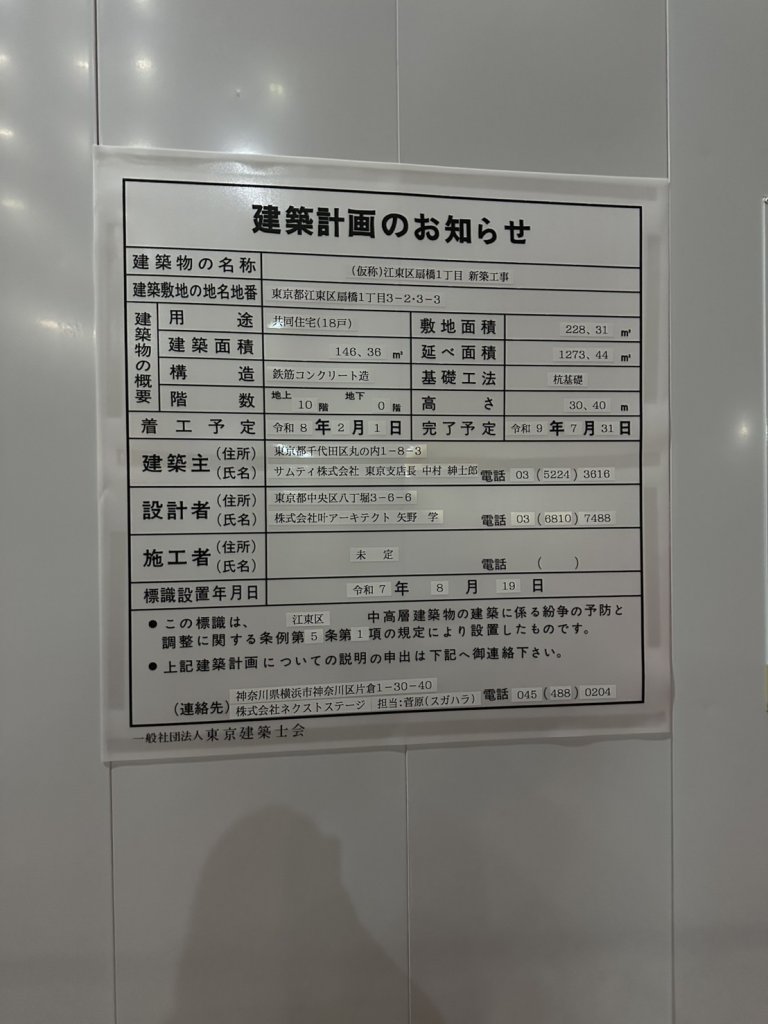 建築計画のお知らせ
建築物の名称 (仮称)江東区扇橋1丁目 新築工事
建築敷地の地名地番 東京都江東区扇橋1丁目3−2・3−3
建築物の概要
用途 共同住宅(18戸) 敷地面積 228、31 ㎡
建築面積 146、36 ㎡ 延べ面積 1273、44 ㎡
構造 鉄筋コンクリート造 基礎工法 杭基礎
階数 地上 10 階 地下 0 階 高さ 30、40 m
着工予定 令和 8 年 2 月 1 日 完了予定 令和 9 年 7 月 31 日
建築主 (住所) 東京都千代田区丸の内1−8−3
(氏名) サムティ株式会社 東京支店長 中村 紳士郎 電話 03 (5224) 3616
設計者 (住所) 東京都中央区八丁堀3−6−6
(氏名) 株式会社叶アーキテクト 矢野 学 電話 03 (6810) 7488
施工者 (住所) 未 定
(氏名) 電話 ( )
標識設置年月日 令和 7 年 8 月 19 日
●この標識は、 江東区 中高層建築物の建築に係る紛争の予防と
調整に関する条例第 5 条第 1 項の規定により設置したものです。
●上記建築計画についての説明の申出は下記へ御連絡下さい。
神奈川県横浜市神奈川区片倉1−30−40
(連絡先) 株式会社ネクストステージ 担当:菅原(スガハラ) 電話 045 (488) 0204
一般社団法人 東京建築士会